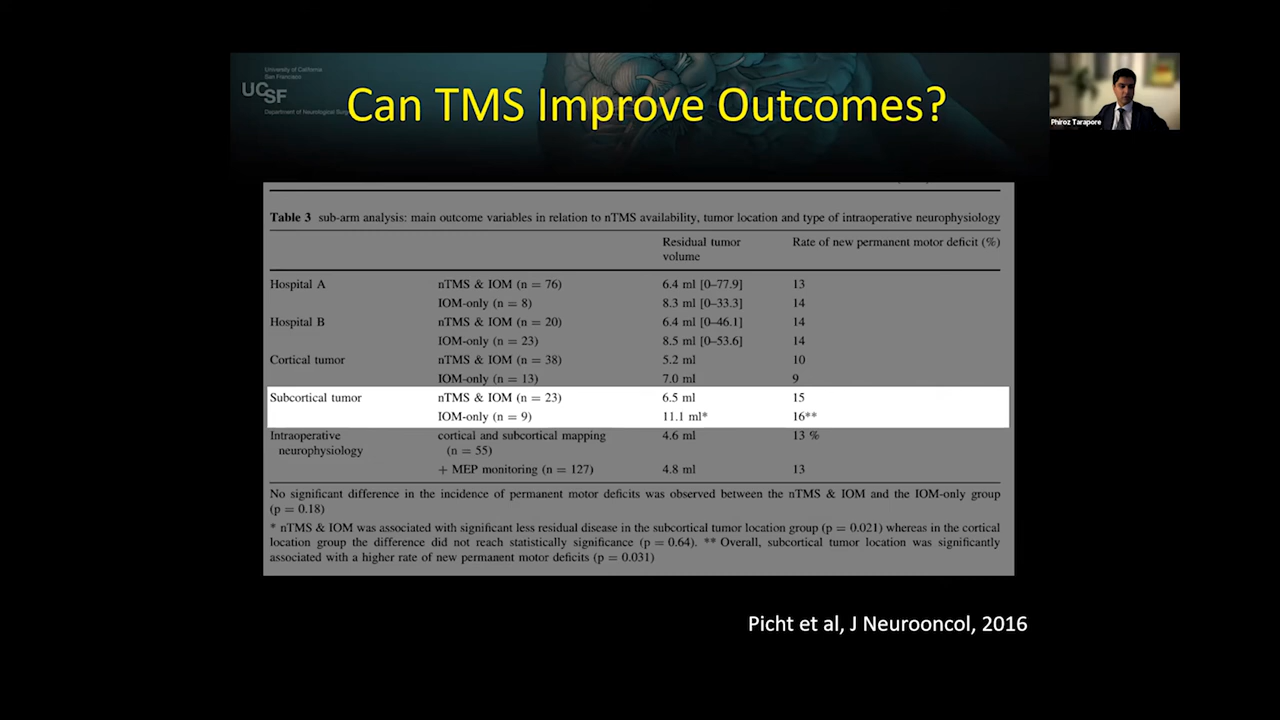 University of California
San Francisco
UCSF
Department of Neurological
Can TMS Improve Outcomes?
Phiroz Tarapore
Table 3 sub-arm analysis: main outcome variables in relation to nTMS availability, tumor location and type of intraoperative neurophysiology
Residual tumor volume Rate of new permanent motor deficit (%)
Hospital A nTMS & IOM (n = 76) 6.4 ml [0–77.9] 13
IOM-only (n = 8) 8.3 ml [0–33.3] 14
Hospital B nTMS & IOM (n = 20) 6.4 ml [0–46.1] 14
IOM-only (n = 23) 8.5 ml [0–53.6] 14
Cortical tumor nTMS & IOM (n = 38) 5.2 ml 10
IOM-only (n = 13) 7.0 ml 9
Subcortical tumor nTMS & IOM (n = 23) 6.5 ml 15
IOM-only (n = 9) 11.1 ml* 16**
Intraoperative neurophysiology cortical and subcortical mapping (n = 55) 4.6 ml 13 %
+ MEP monitoring (n = 127) 4.8 ml 13
No significant difference in the incidence of permanent motor deficits was observed between the nTMS & IOM and the IOM-only group
(p = 0.18)
* nTMS & IOM was associated with significant less residual disease in the subcortical tumor location group (p = 0.021) whereas in the cortical
location group the difference did not reach statistically significance (p = 0.64). ** Overall, subcortical tumor location was significantly
associated with a higher rate of new permanent motor deficits (p = 0.031)
Picht et al, J Neurooncol, 2016